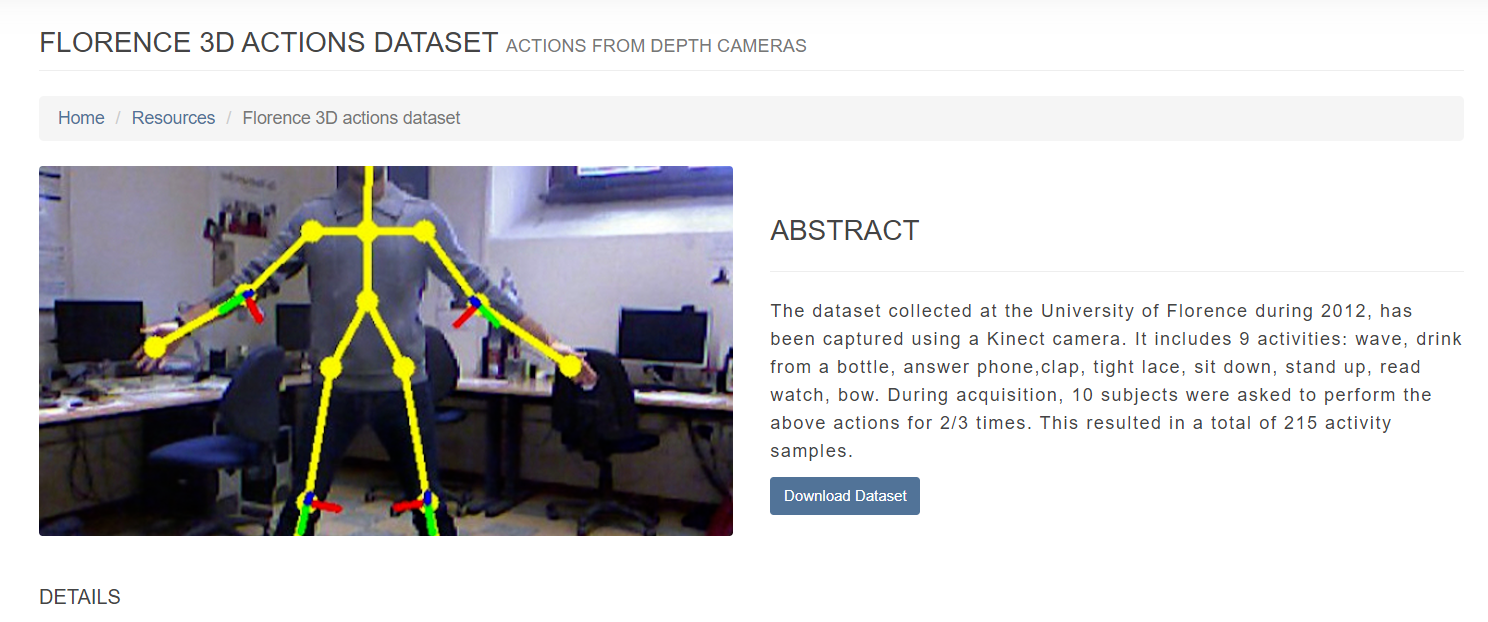 FLORENCE 3D ACTIONS DATASET ACTIONS FROM DEPTH CAMERAS
Home / Resources / Florence 3D actions dataset
ABSTRACT
The dataset collected at the University of Florence during 2012, has
been captured using a Kinect camera. It includes 9 activities: wave, drink
from a bottle, answer phone,clap, tight lace, sit down, stand up, read
watch, bow. During acquisition, 10 subjects were asked to perform the
above actions for 2/3 times. This resulted in a total of 215 activity
samples.
Download Dataset
DETAILS